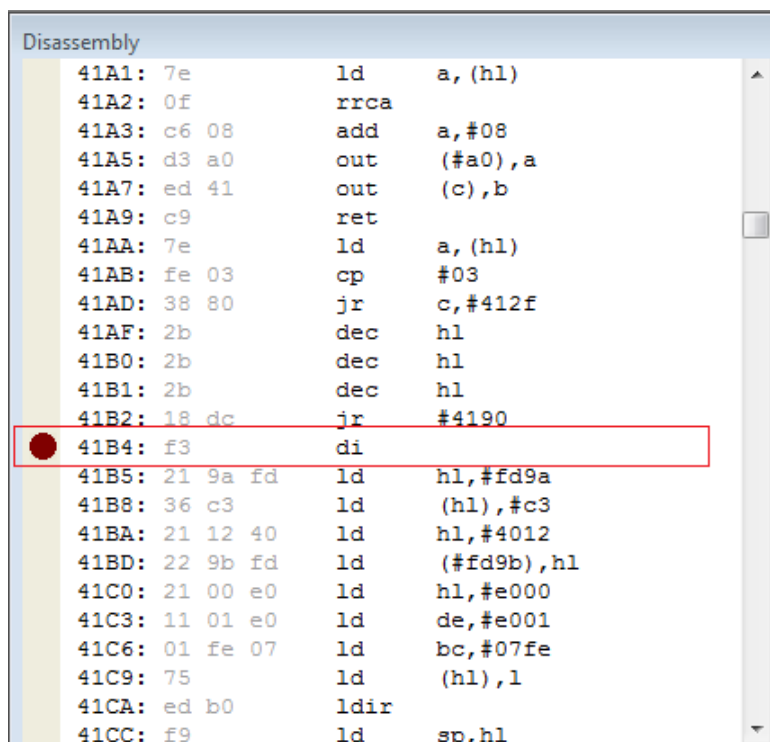 Disassembly
41A1: 7e ld a,(hl)
41A2: 0f rrca
41A3: c6 08 add a,#08
41A5: d3 a0 out (#a0),a
41A7: ed 41 out (c),b
41A9: c9 ret
41AA: 7e ld a,(hl)
41AB: fe 03 cp #03
41AD: 38 80 jr c,#412f
41AF: 2b dec hl
41B0: 2b dec hl
41B1: 2b dec hl
41B2: 18 dc jr #4190
41B4: f3 di
41B5: 21 9a fd ld hl,#fd9a
41B8: 36 c3 ld (hl),#c3
41BA: 21 12 40 ld hl,#4012
41BD: 22 9b fd ld (#fd9b),hl
41C0: 21 00 e0 ld hl,#e000
41C3: 11 01 e0 ld de,#e001
41C6: 01 fe 07 ld bc,#07fe
41C9: 75 ld (hl),l
41CA: ed b0 ldir
41CC: f9 ld sp,hl